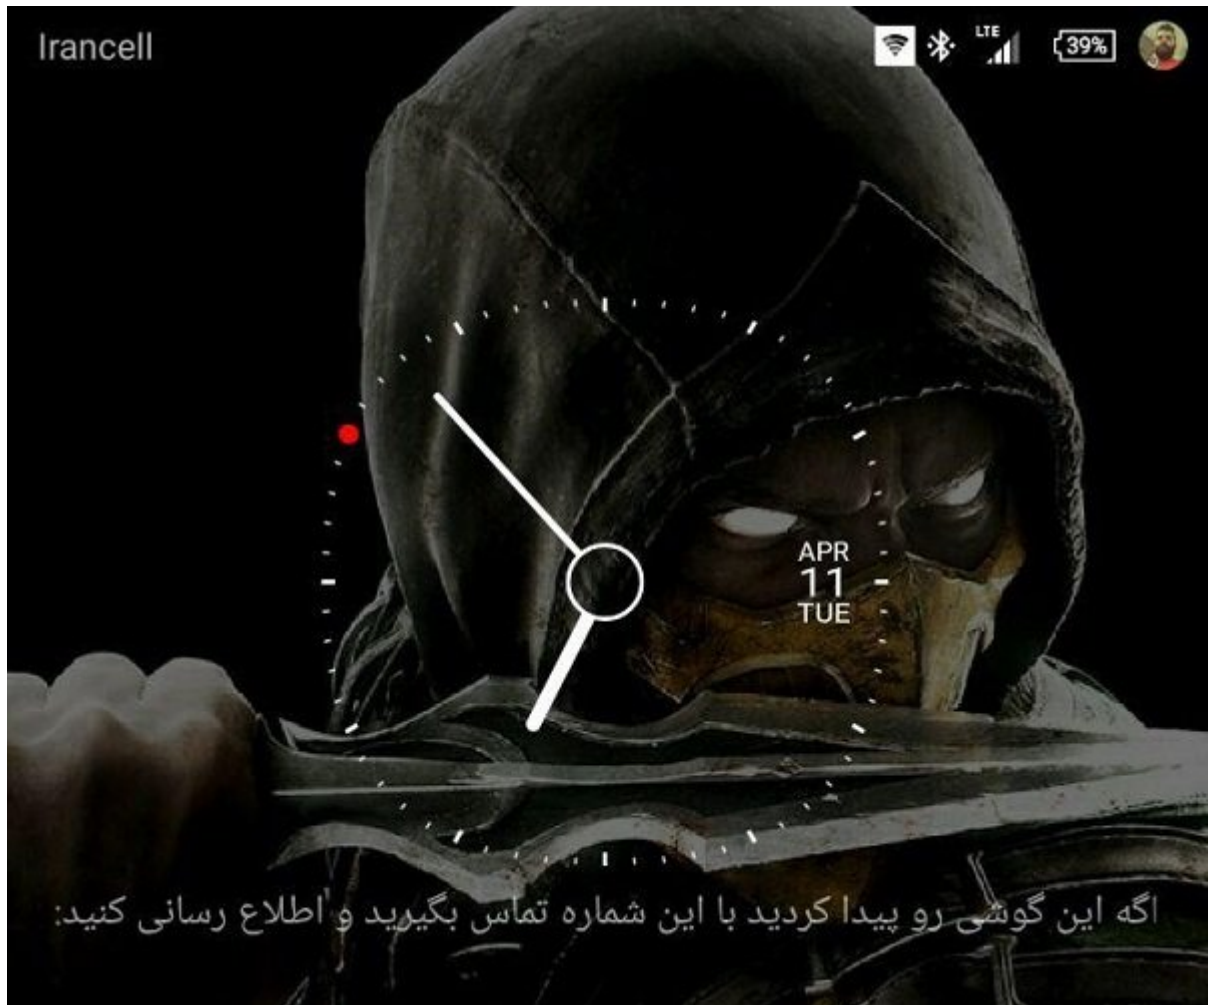 Irancell
LTE
39%
APR
11
TUE
اگه این گوشی رو پیدا کردید با این شماره تماس بگیرید و اطلاع رسانی کنید: